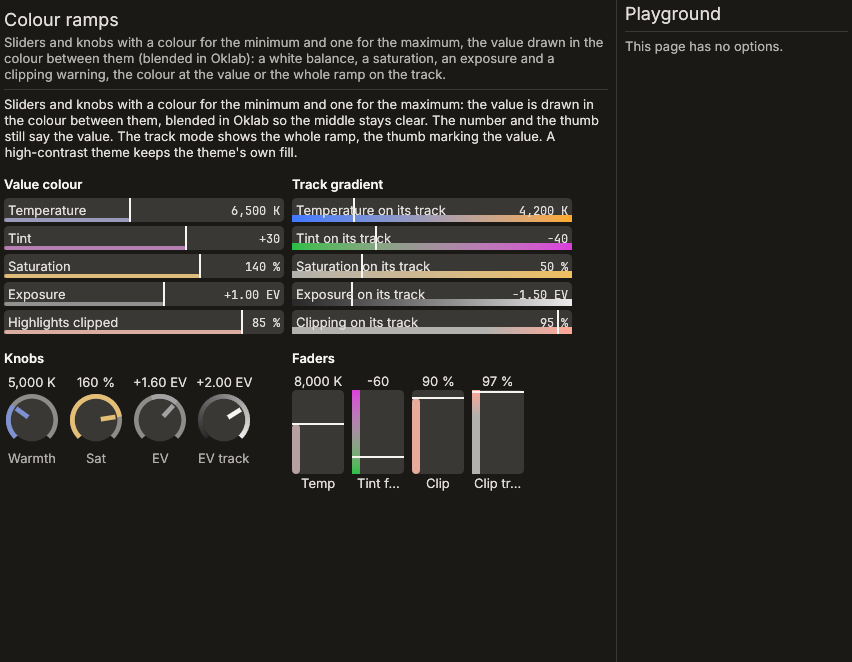 Colour ramps
Sliders and knobs with a colour for the minimum and one for the maximum, the value drawn in the
colour between them (blended in Oklab): a white balance, a saturation, an exposure and a
clipping warning, the colour at the value or the whole ramp on the track.
Sliders and knobs with a colour for the minimum and one for the maximum: the value is drawn in
the colour between them, blended in Oklab so the middle stays clear. The number and the thumb
still say the value. The track mode shows the whole ramp, the thumb marking the value. A
high-contrast theme keeps the theme's own fill.
Value colour
Temperature 6,500 K
Tint +30
Saturation 140 %
Exposure +1.00 EV
Highlights clipped 85 %
Track gradient
Temperature on its track 4,200 K
Tint on its track -40
Saturation on its track 50 %
Exposure on its track -1.50 EV
Clipping on its track 95 %
Knobs
5,000 K 160 % +1.60 EV +2.00 EV
Warmth Sat EV EV track
Faders
8,000 K -60 90 % 97 %
Temp Tint f... Clip Clip tr...
Playground
This page has no options.